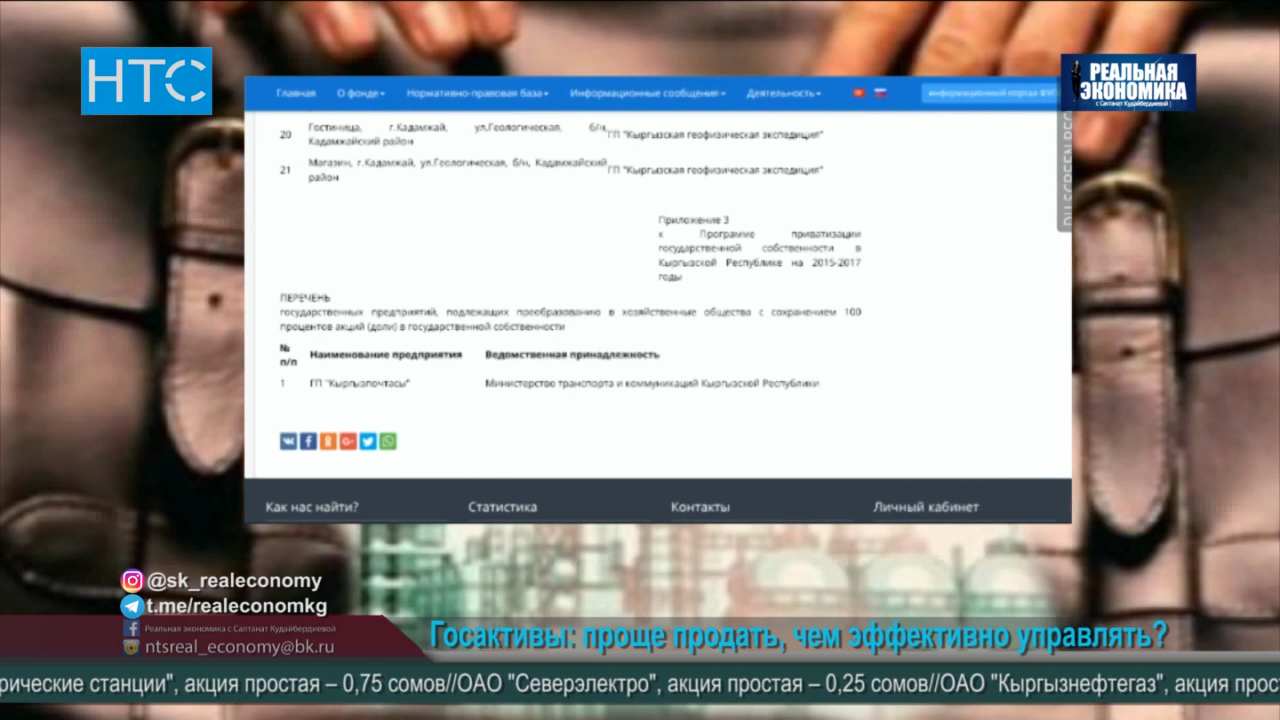 НТС
РЕАЛЬНАЯ
ЭКОНОМИКА
с Салтанат Кудайбердиевой
Главная О фонде Нормативно-правовая база Информационные сообщения Деятельность информационный портал ФУГ
20 Гостиница, г.Кадамжай, ул.Геологическая, б/н, Кадамжайский район ГП "Кыргызская геофизическая экспедиция"
21 Магазин, г.Кадамжай, ул.Геологическая, б/н, Кадамжайский район ГП "Кыргызская геофизическая экспедиция"
Приложение 3
к Программе приватизации
государственной собственности в
Кыргызской Республике на 2015-2017
годы
ПЕРЕЧЕНЬ
государственных предприятий, подлежащих преобразованию в хозяйственные общества с сохранением 100
процентов акций (доли) в государственной собственности
№ п/п Наименование предприятия Ведомственная принадлежность
1 ГП "Кыргызпочтасы" Министерство транспорта и коммуникаций Кыргызской Республики
Как нас найти? Статистика Контакты Личный кабинет
@sk_realeconomy
t.me/realeconomkg
Реальная экономика с Салтанат Кудайбердиевой
ntsreal_economy@bk.ru
Госактивы: проще продать, чем эффективно управлять?
рические станции", акция простая – 0,75 сомов//ОАО "Северэлектро", акция простая – 0,25 сомов//ОАО "Кыргызнефтегаз", акция прос